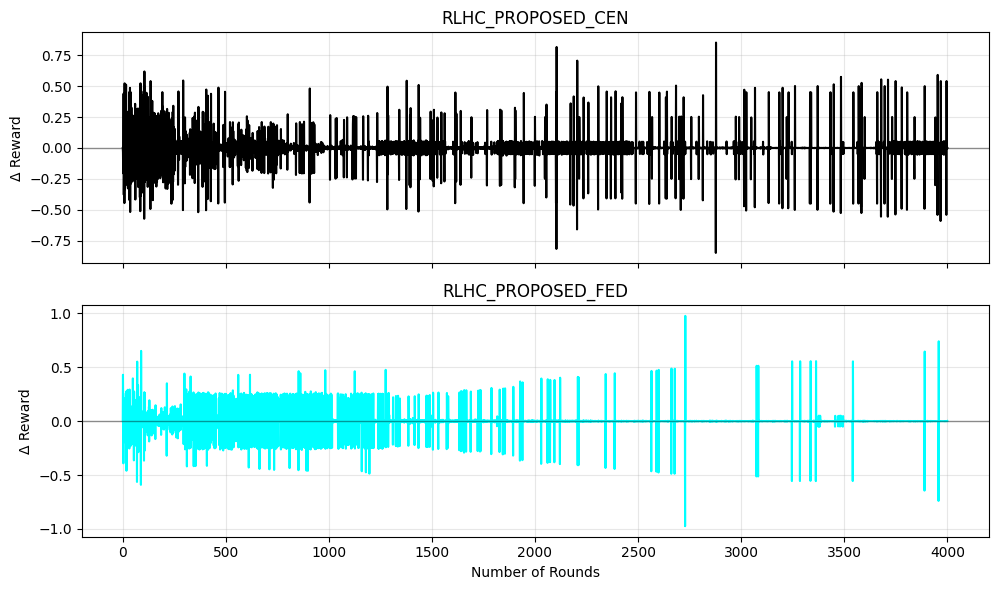 RLHC_PROPOSED_CEN
0.75
0.50
0.25
0.00
−0.25
−0.50
−0.75
Δ Reward
RLHC_PROPOSED_FED
1.0
0.5
0.0
−0.5
−1.0
Δ Reward
0 500 1000 1500 2000 2500 3000 3500 4000
Number of Rounds